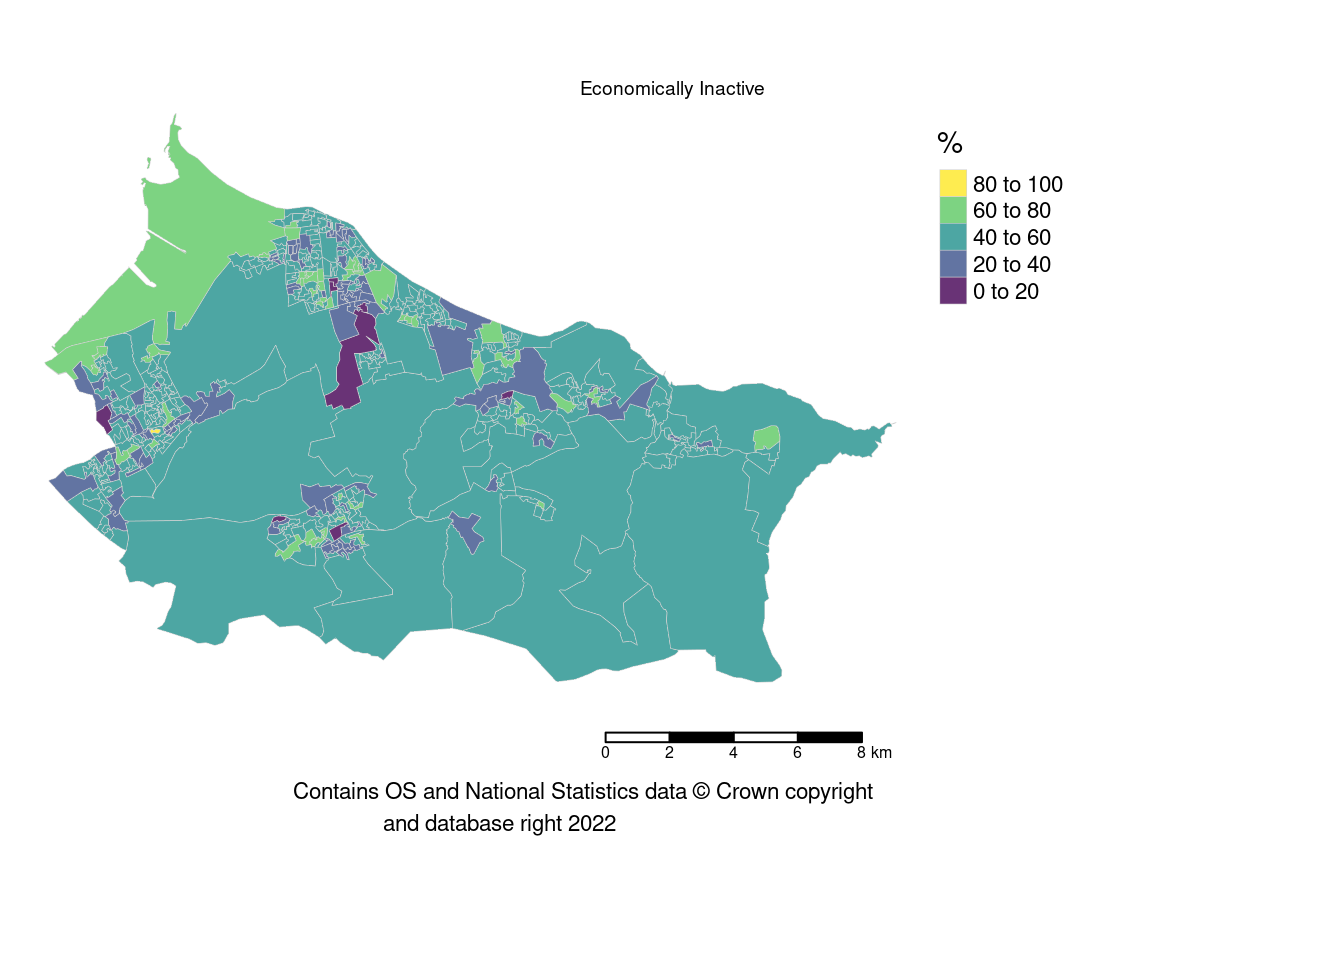 Economically Inactive
%
80 to 100
60 to 80
40 to 60
20 to 40
0 to 20
0 2 4 6 8 km
Contains OS and National Statistics data © Crown copyright
and database right 2022